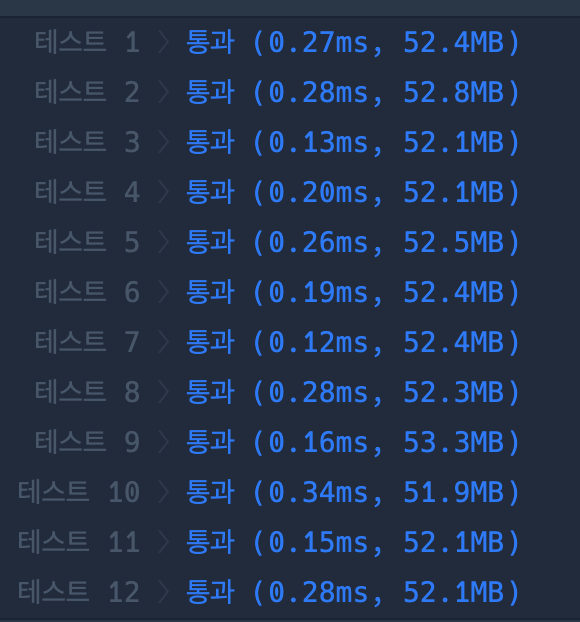 테스트 1 〉 통과 (0.27ms, 52.4MB)
테스트 2 〉 통과 (0.28ms, 52.8MB)
테스트 3 〉 통과 (0.13ms, 52.1MB)
테스트 4 〉 통과 (0.20ms, 52.1MB)
테스트 5 〉 통과 (0.26ms, 52.5MB)
테스트 6 〉 통과 (0.19ms, 52.4MB)
테스트 7 〉 통과 (0.12ms, 52.4MB)
테스트 8 〉 통과 (0.28ms, 52.3MB)
테스트 9 〉 통과 (0.16ms, 53.3MB)
테스트 10 〉 통과 (0.34ms, 51.9MB)
테스트 11 〉 통과 (0.15ms, 52.1MB)
테스트 12 〉 통과 (0.28ms, 52.1MB)